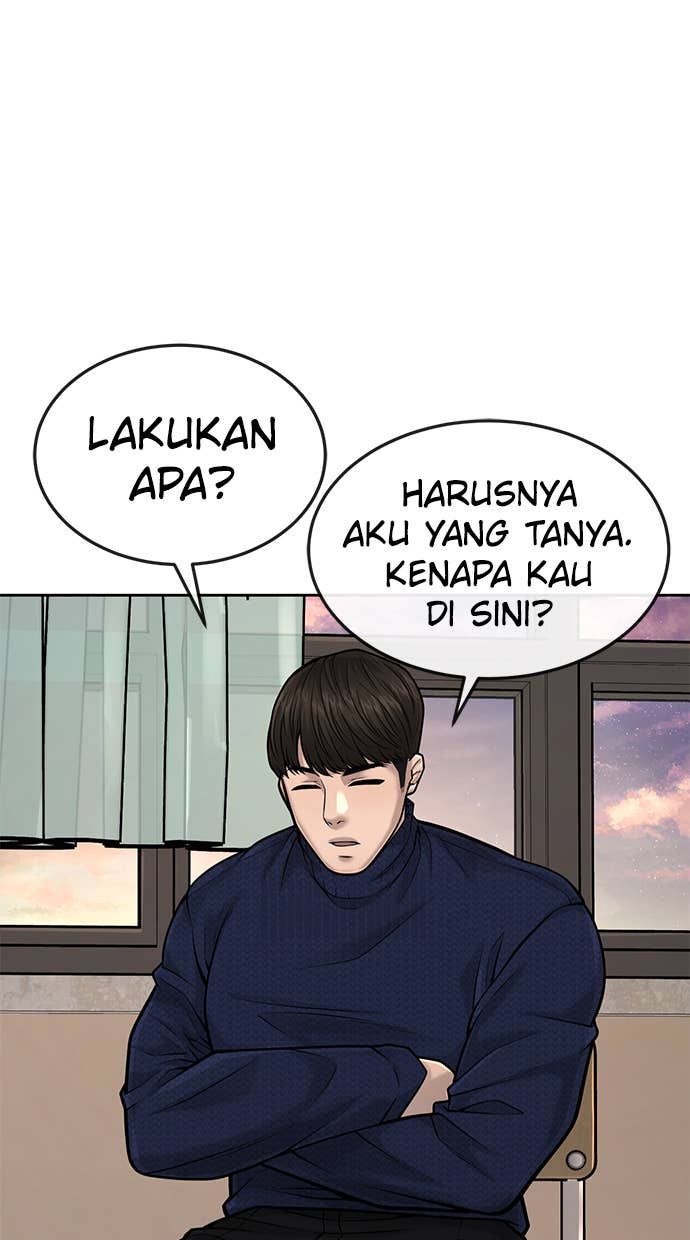 LAKUKAN
APA?
HARUSNYA
AKU YANG TANYA.
KENAPA KAU
DI SINI?